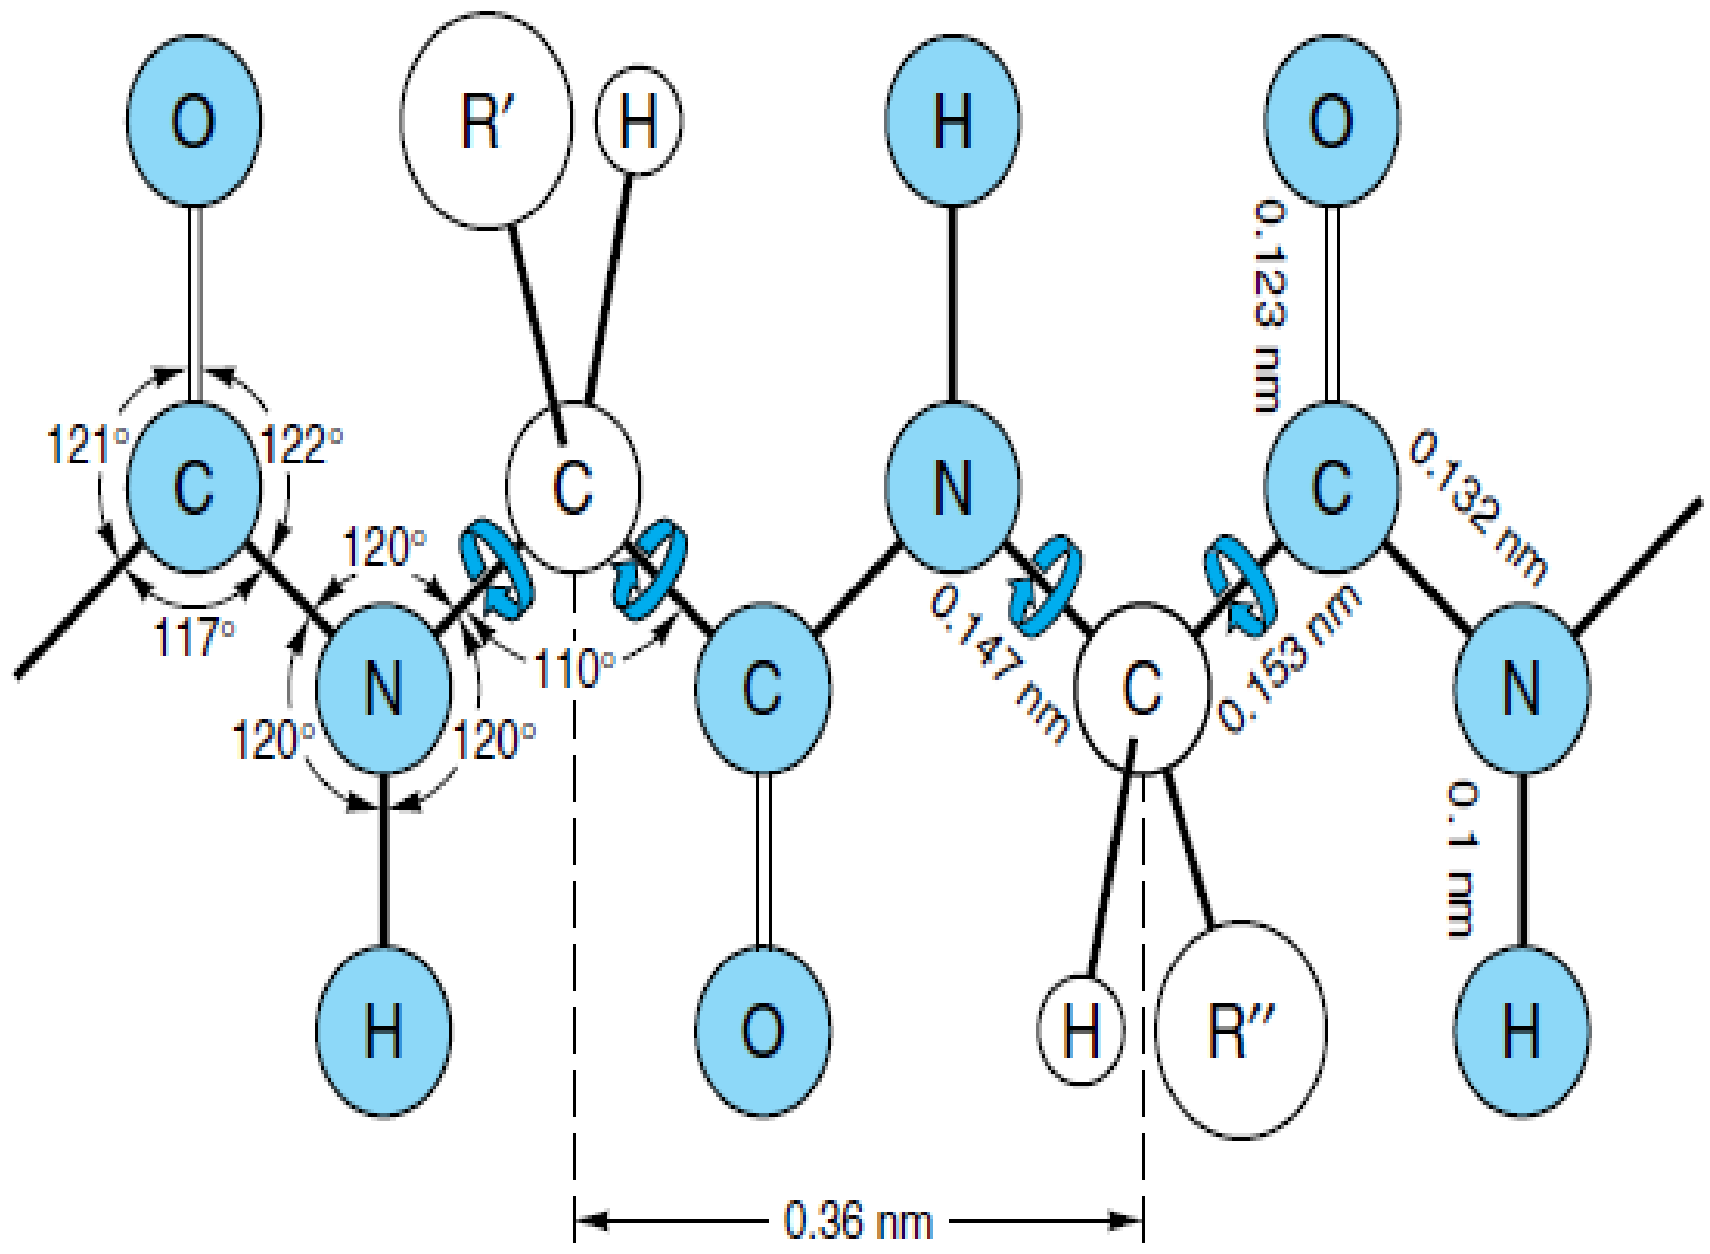 O R′ H H O
0.123 nm
121° 122° C C N C
0.132 nm
120°
117° 110° 0.147 nm 0.153 nm
N C C N
120° 120°
0.1 nm
H O H R″ H
0.36 nm